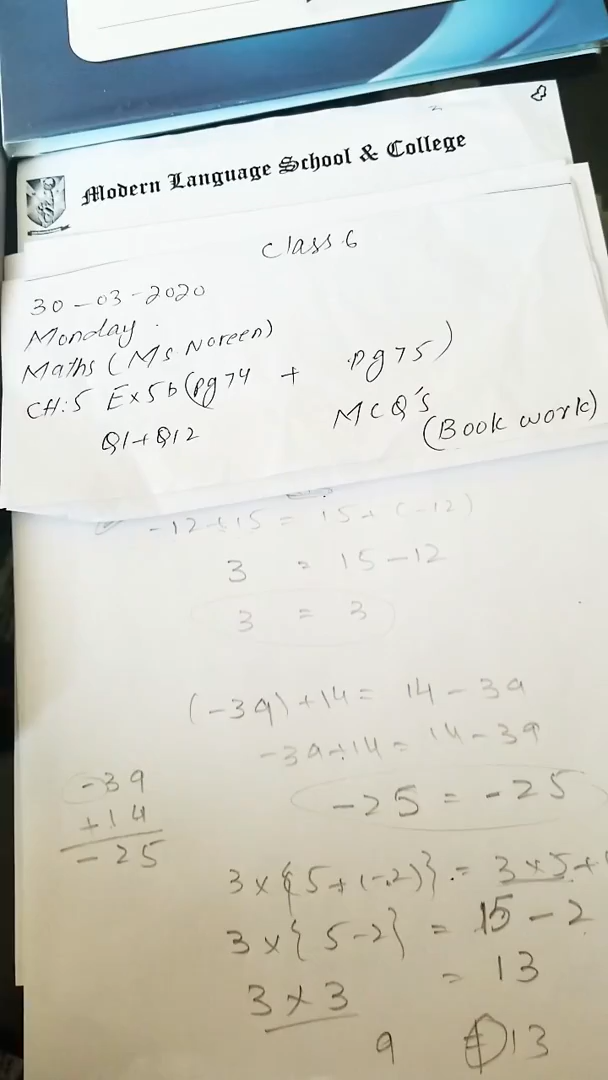 Modern Language School & College
Class 6
30-03-2020
Monday.
Maths (Ms Noreen)
CH:5 Ex5b (pg74 + pg75)
Q1→Q12 MCQ's
(Book work)
-12+15 = 15+(-12)
3 = 15-12
3 = 3
(-39)+14 = 14-39
-39+14 = 14-39
-25 = -25
-39
+14
-25
3×{5+(-2)} = 3×5+
3×{5-2} = 15-2
3×3 = 13
9 ≠ 13